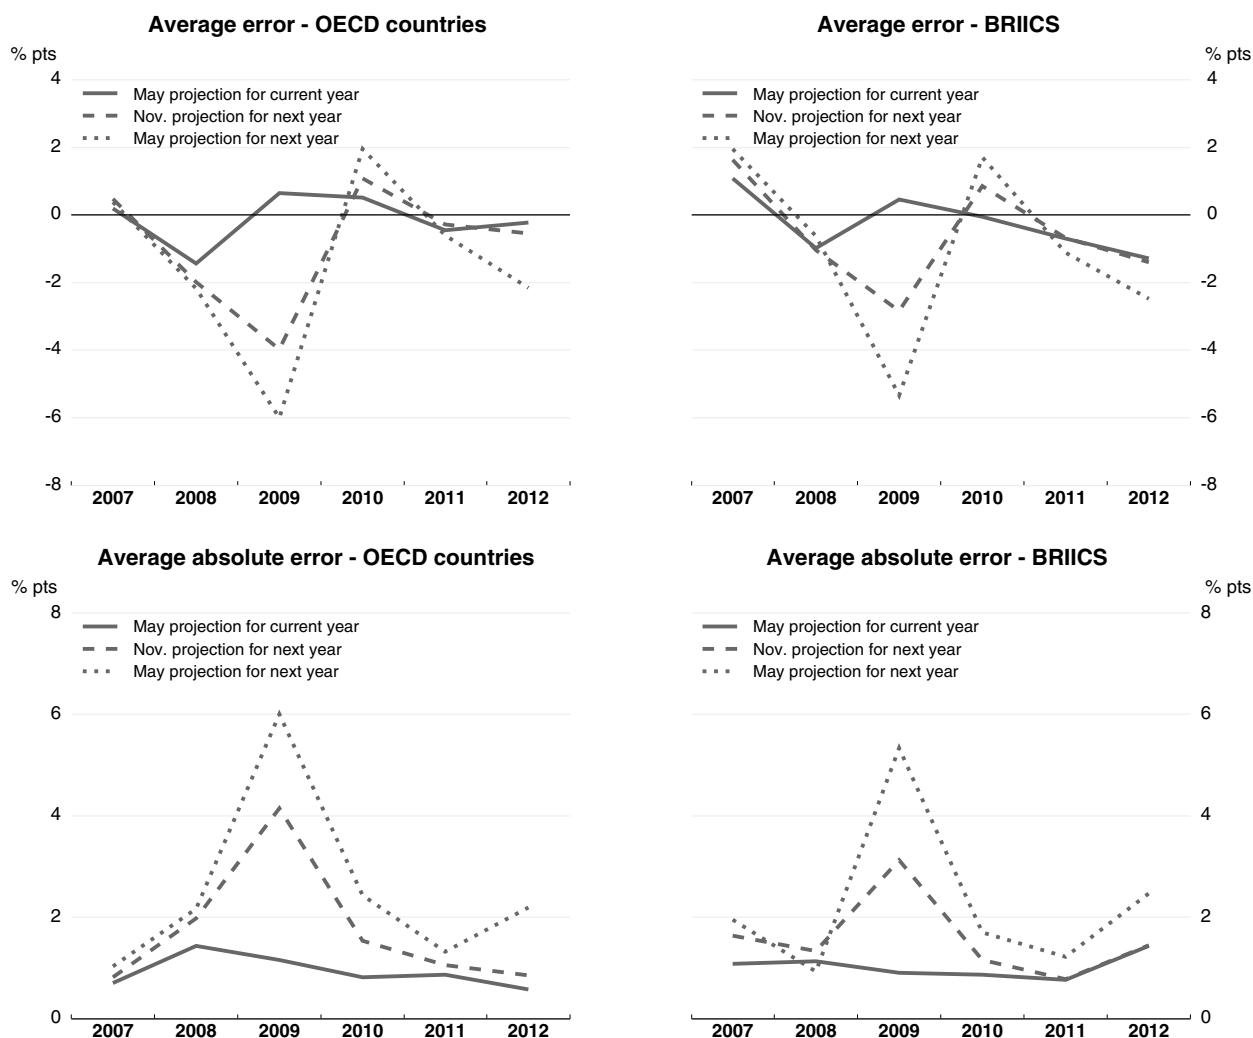 Average error - OECD countries
% pts
4
May projection for current year
Nov. projection for next year
May projection for next year
2
0
-2
-4
-6
-8
2007 2008 2009 2010 2011 2012
Average error - BRIICS
% pts
4
May projection for current year
Nov. projection for next year
May projection for next year
2
0
-2
-4
-6
-8
2007 2008 2009 2010 2011 2012
Average absolute error - OECD countries
% pts
8
May projection for current year
Nov. projection for next year
May projection for next year
6
4
2
0
2007 2008 2009 2010 2011 2012
Average absolute error - BRIICS
% pts
8
May projection for current year
Nov. projection for next year
May projection for next year
6
4
2
0
2007 2008 2009 2010 2011 2012